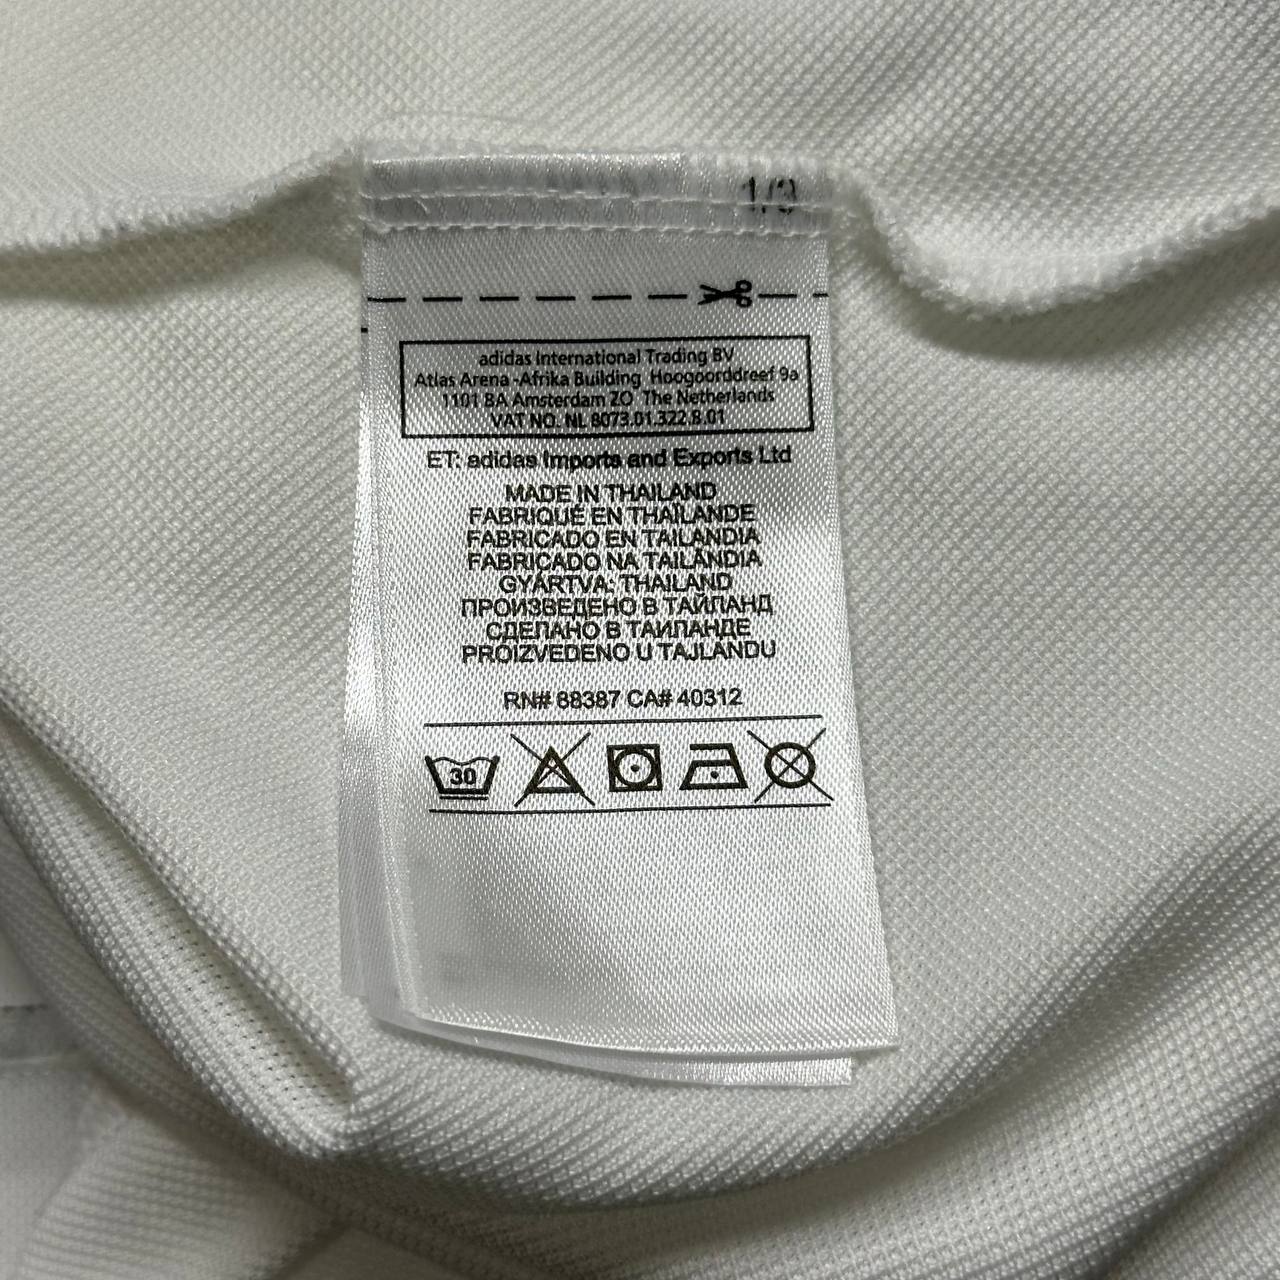 1/3
adidas International Trading BV
Atlas Arena -Afrika Building Hoogoorddreef 9a
1101 BA Amsterdam ZO The Netherlands
VAT NO. NL 8073.01.322.B.01
ET: adidas Imports and Exports Ltd
MADE IN THAILAND
FABRIQUÉ EN THAÏLANDE
FABRICADO EN TAILANDIA
FABRICADO NA TAILÂNDIA
GYÁRTVA: THAILAND
ПРОИЗВЕДЕНО В ТАЙЛАНД
СДЕЛАНО В ТАИЛАНДЕ
PROIZVEDENO U TAJLANDU
RN# 88387 CA# 40312
30